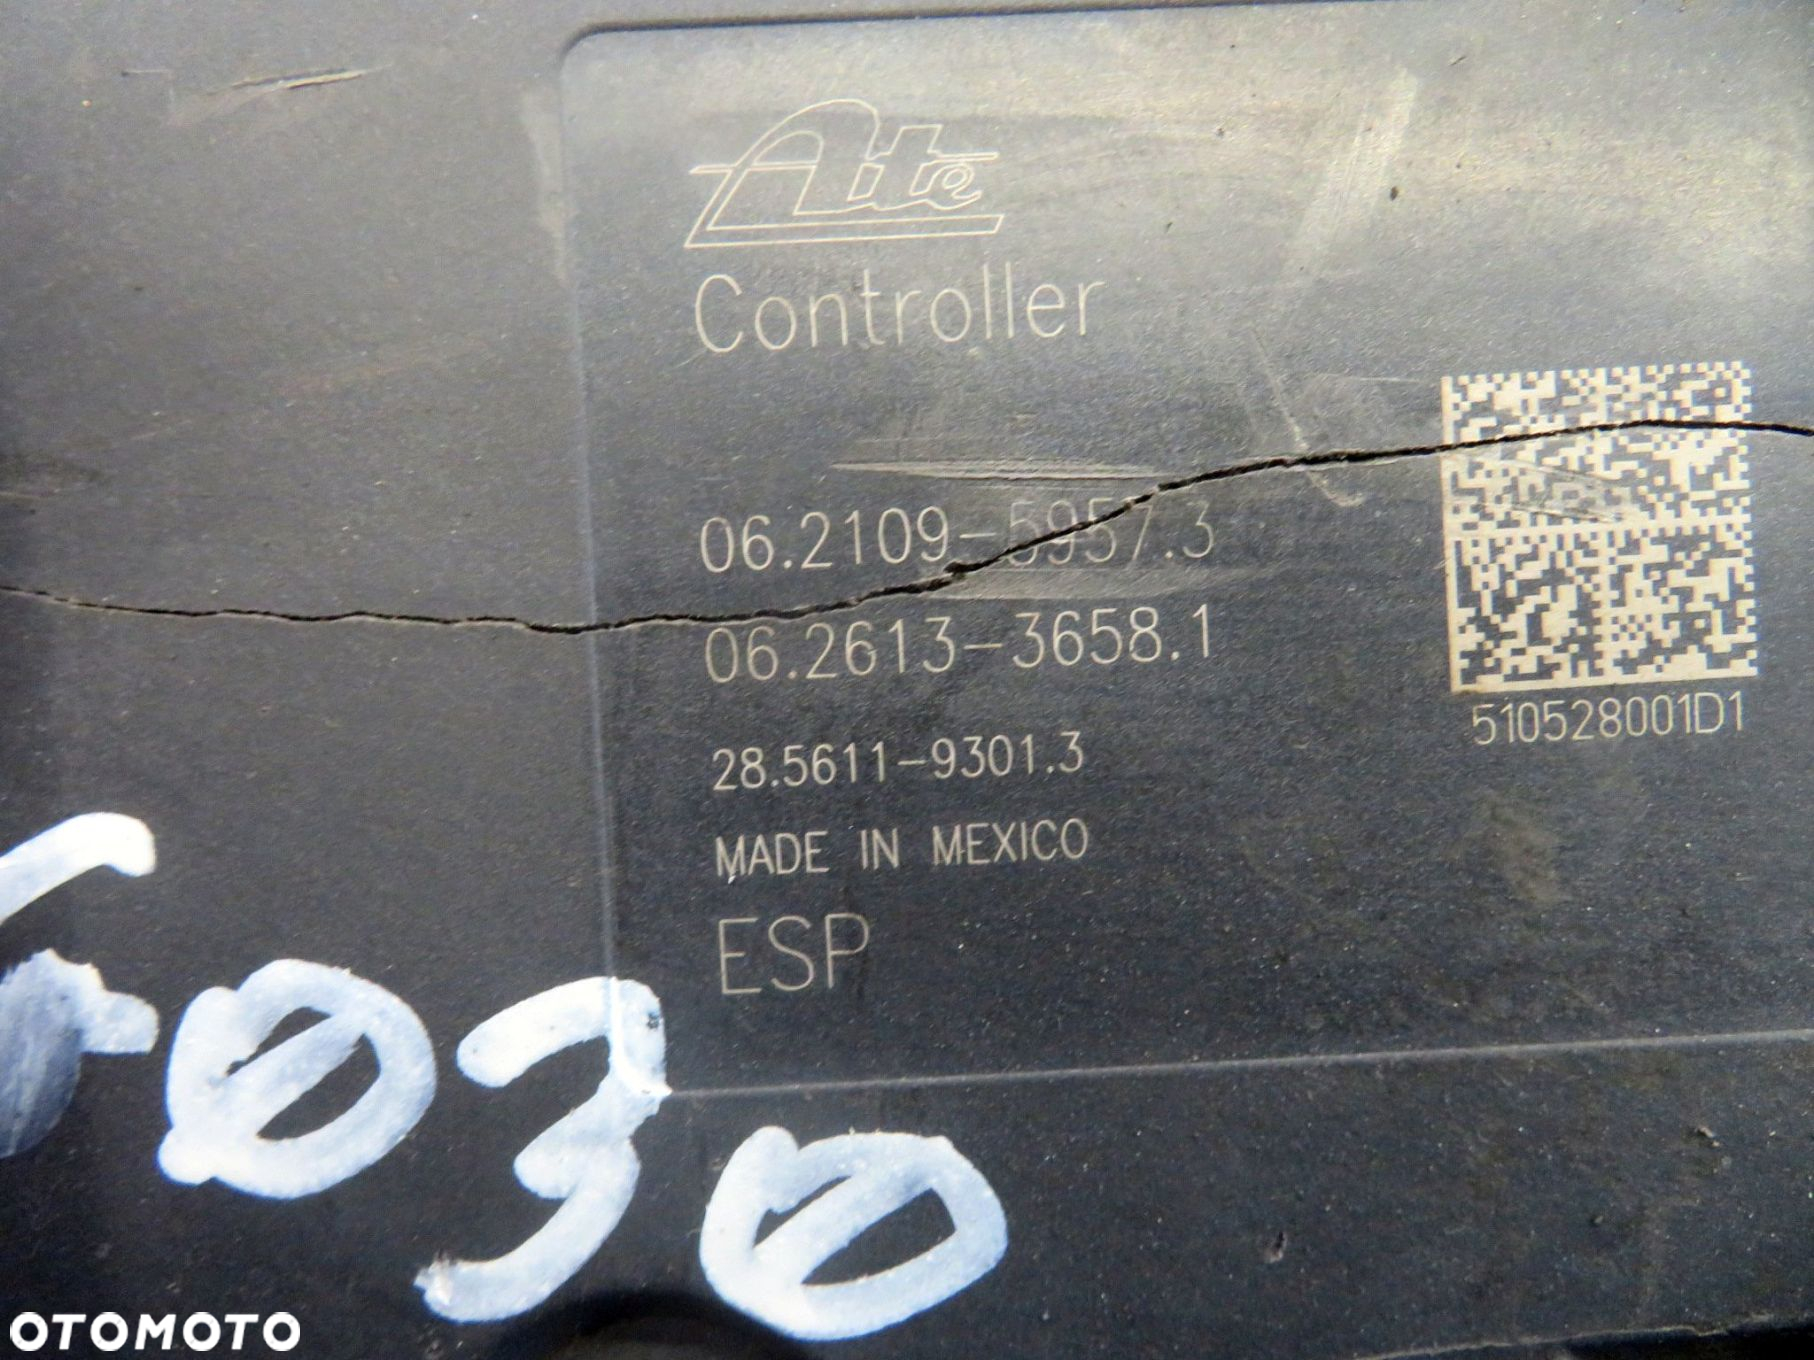 Ate
Controller
06.2109-5957.3
06.2613-3658.1
510528001D1
28.5611-9301.3
MADE IN MEXICO
ESP
030
OTOMOTO